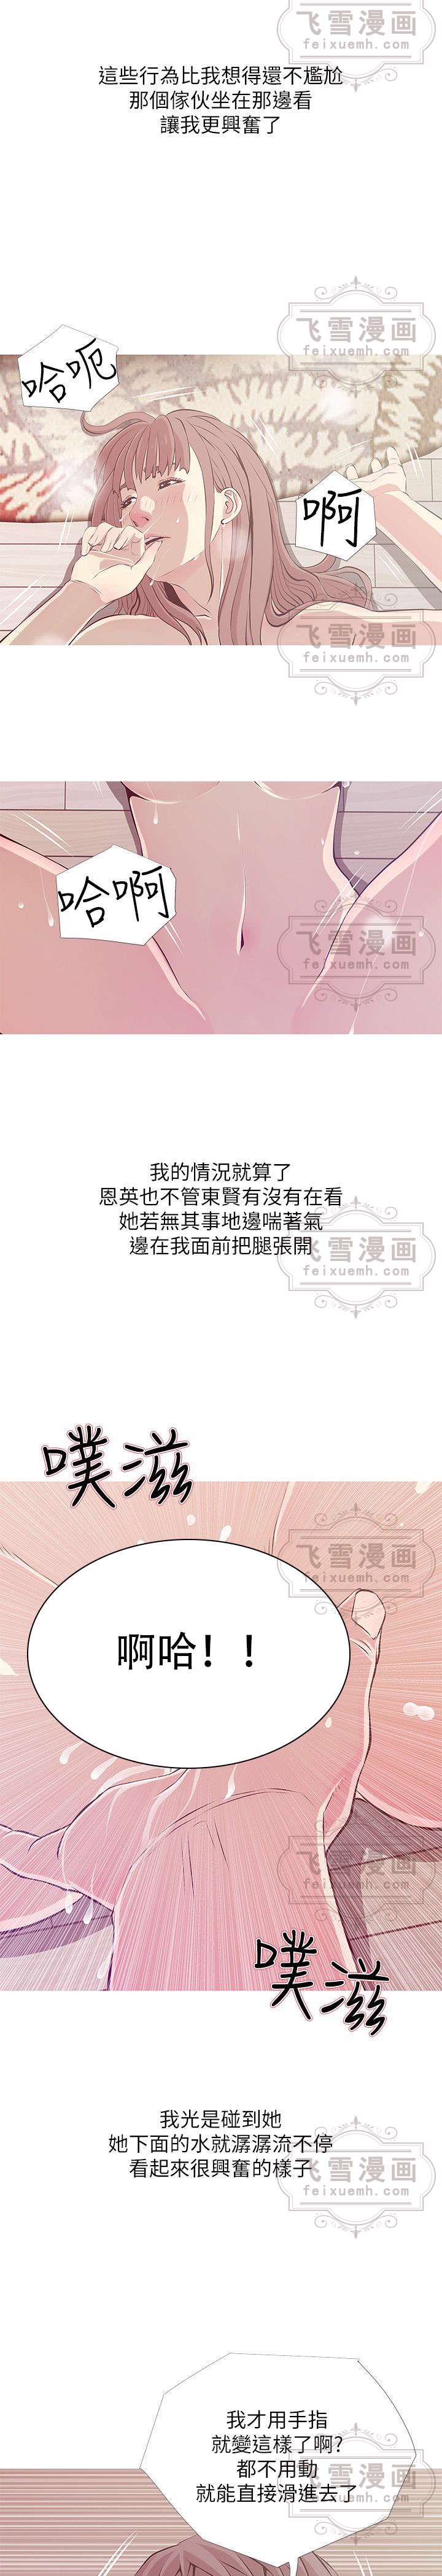 飞雪漫画
feixuemh.com
這些行為比我想得還不尷尬
那個傢伙坐在那邊看
讓我更興奮了
飞雪漫画
feixuemh.com
哈呃
啊
飞雪漫画
feixuemh.com
哈啊
飞雪漫画
feixuemh.com
我的情況就算了
恩英也不管東賢有沒有在看
她若無其事地邊喘著氣
邊在我面前把腿張開
飞雪漫画
feixuemh.com
噗滋
飞雪漫画
feixuemh.com
啊哈！！
飞雪漫画
feixuemh.com
噗滋
我光是碰到她
她下面的水就潺潺流不停
看起來很興奮的樣子
飞雪漫画
feixuemh.com
我才用手指
就變這樣了啊?
都不用動
就能直接滑進去了
飞雪漫画
feixuemh.com